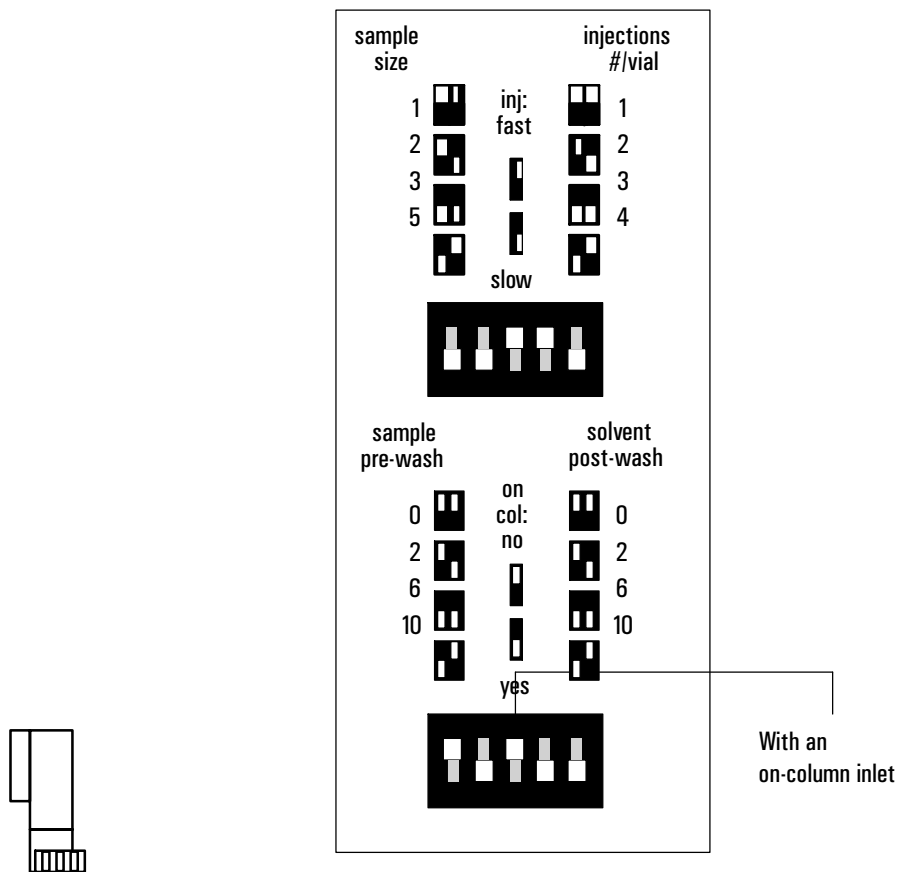 sample
size
injections
#/vial
1
2
3
5
inj:
fast
slow
1
2
3
4
sample
pre-wash
solvent
post-wash
0
2
6
10
on
col:
no
yes
0
2
6
10
With an
on-column inlet